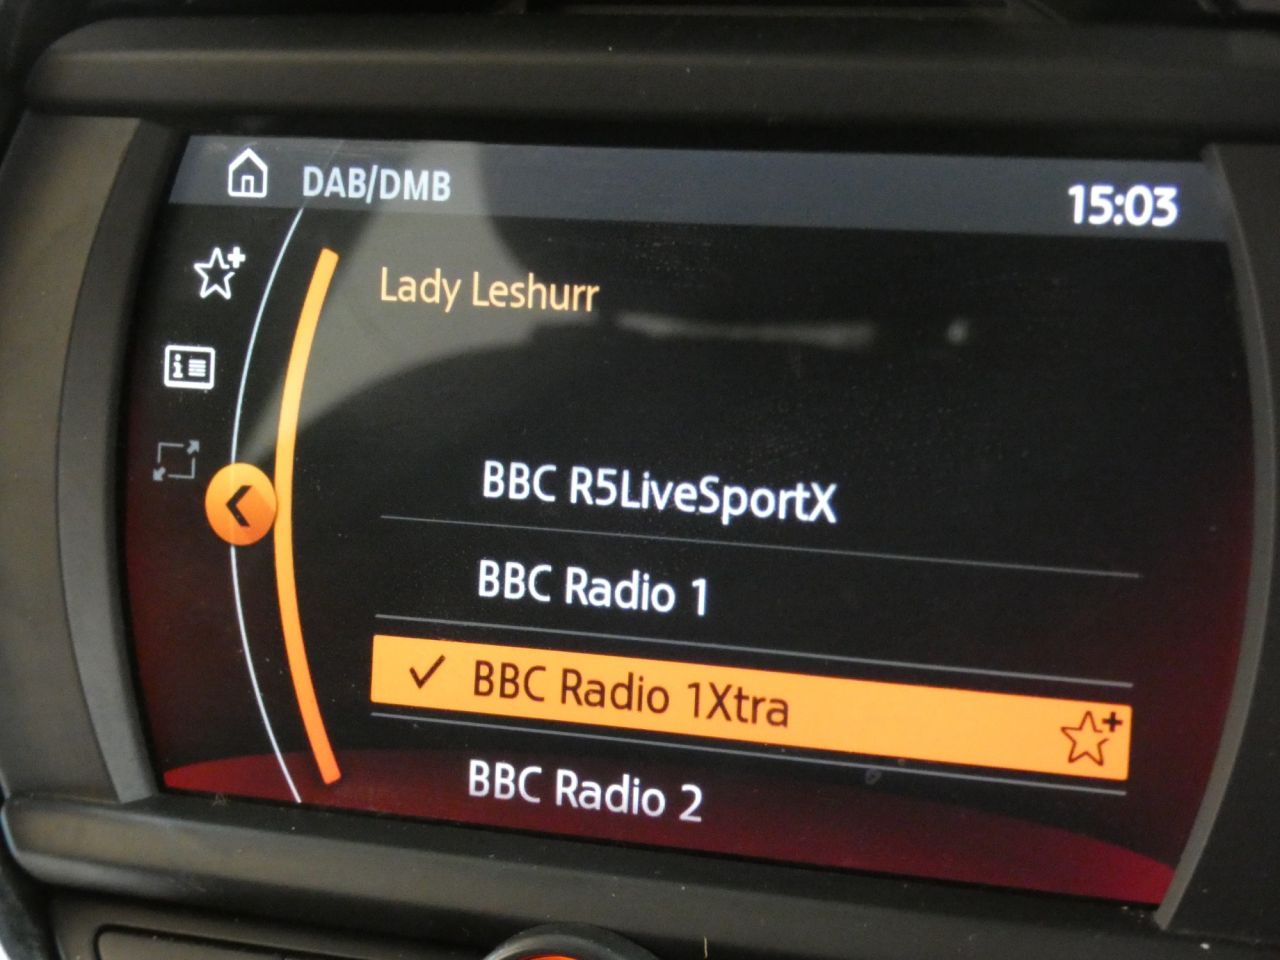 DAB/DMB
15:03
Lady Leshurr
BBC R5LiveSportX
BBC Radio 1
BBC Radio 1Xtra
BBC Radio 2